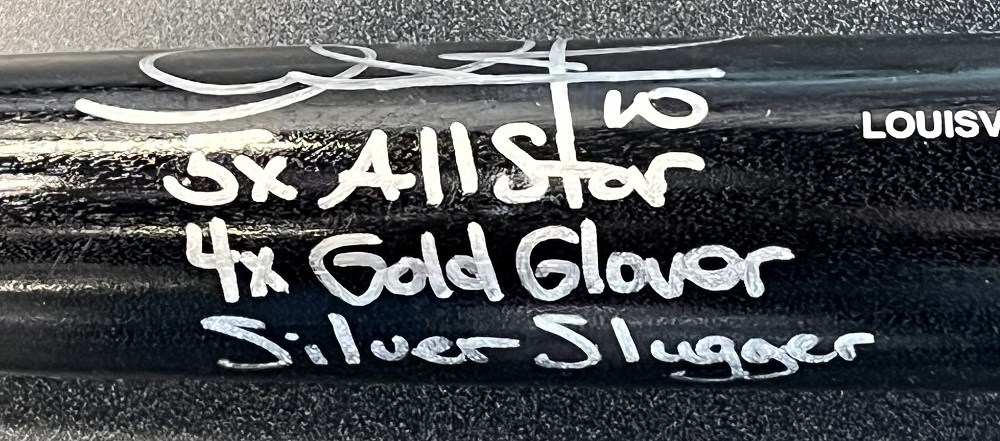 10
5x All Star
LOUISV
4x Gold Glover
Silver Slugger